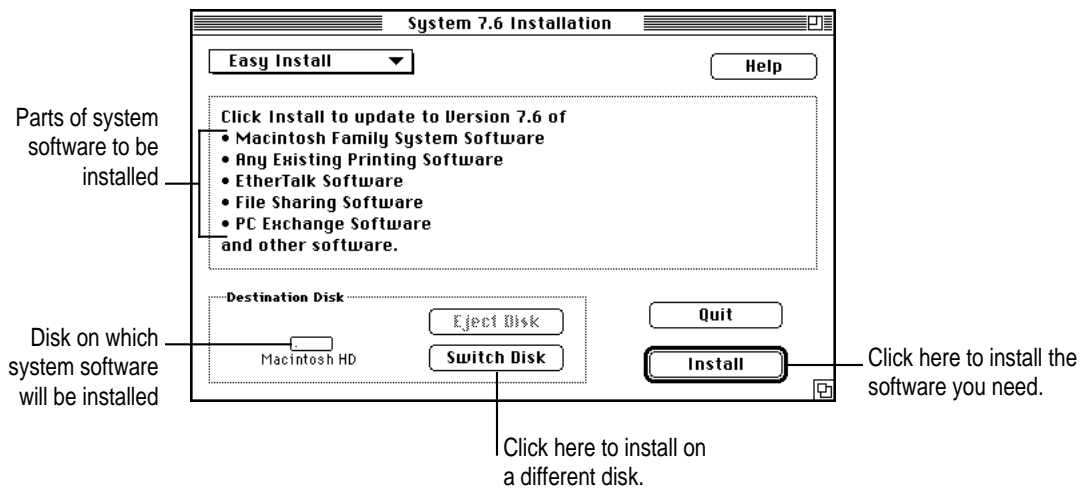 System 7.6 Installation
Easy Install
Help
Parts of system
software to be
installed
Click Install to update to Version 7.6 of
• Macintosh Family System Software
• Any Existing Printing Software
• EtherTalk Software
• File Sharing Software
• PC Exchange Software
and other software.
Destination Disk
Eject Disk
Quit
Disk on which
system software
will be installed
Macintosh HD
Switch Disk
Install
Click here to install the
software you need.
Click here to install on
a different disk.